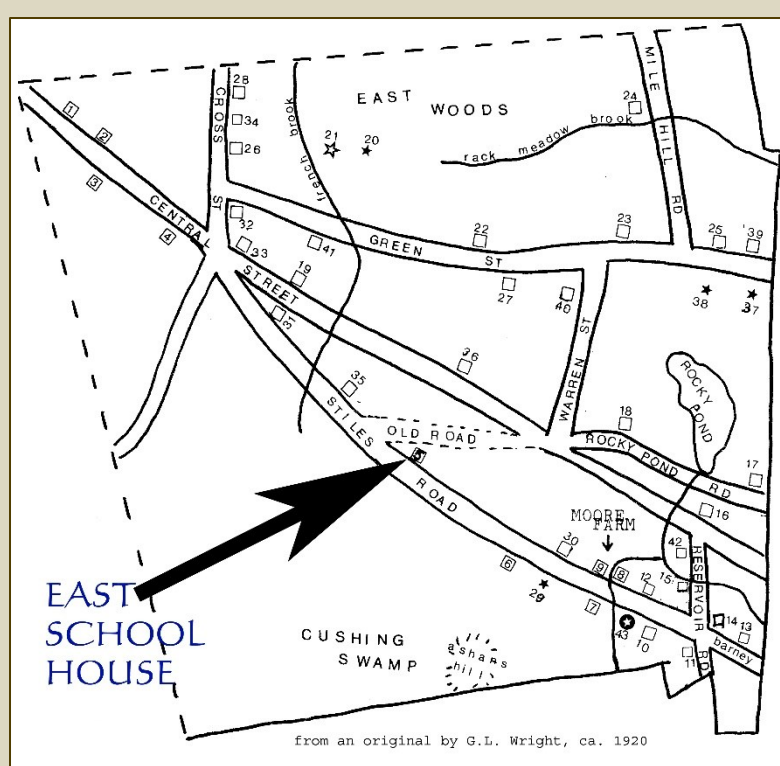 28
CROSS
ST
34
26
1
2
3
4
CENTRAL
STREET
french brook
21
20
EAST
WOODS
24
rack meadow brook
MILE
HILL
RD
32
33
41
19
31
GREEN ST
22
23
25
39
27
40
38
37
WARREN ST
36
35
STILES
ROAD
OLD ROAD
5
18
ROCKY
POND
ROCKY POND RD
17
16
MOORE
FARM
30
9
8
12
42
15
RESERVOIR
RD
14
13
barney
6
29
7
43
10
11
EAST
SCHOOL
HOUSE
CUSHING
SWAMP
ashans
hill
from an original by G.L. Wright, ca. 1920